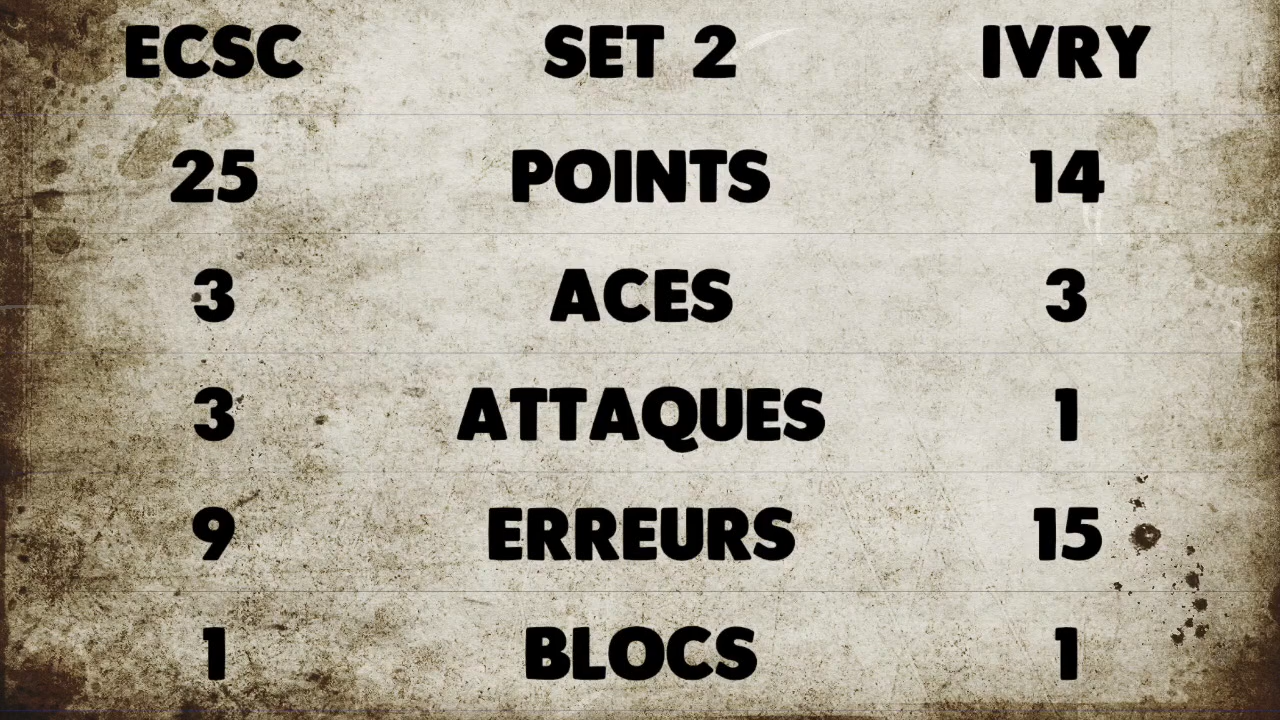 ECSC SET 2 IVRY
25 POINTS 14
3 ACES 3
3 ATTAQUES 1
9 ERREURS 15
1 BLOCS 1